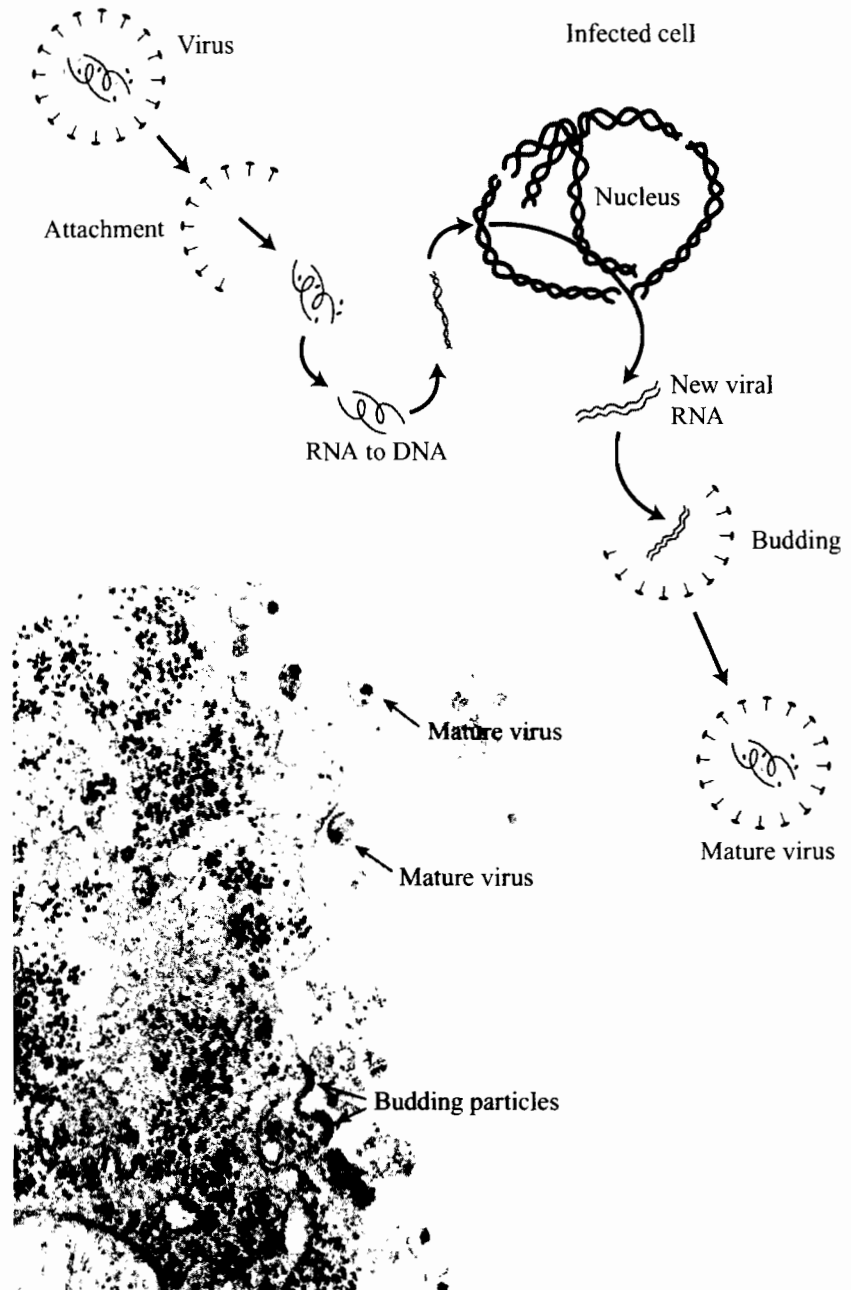 Virus
Infected cell
Nucleus
Attachment
New viral
RNA
RNA to DNA
Budding
Mature virus
Mature virus
Mature virus
Budding particles